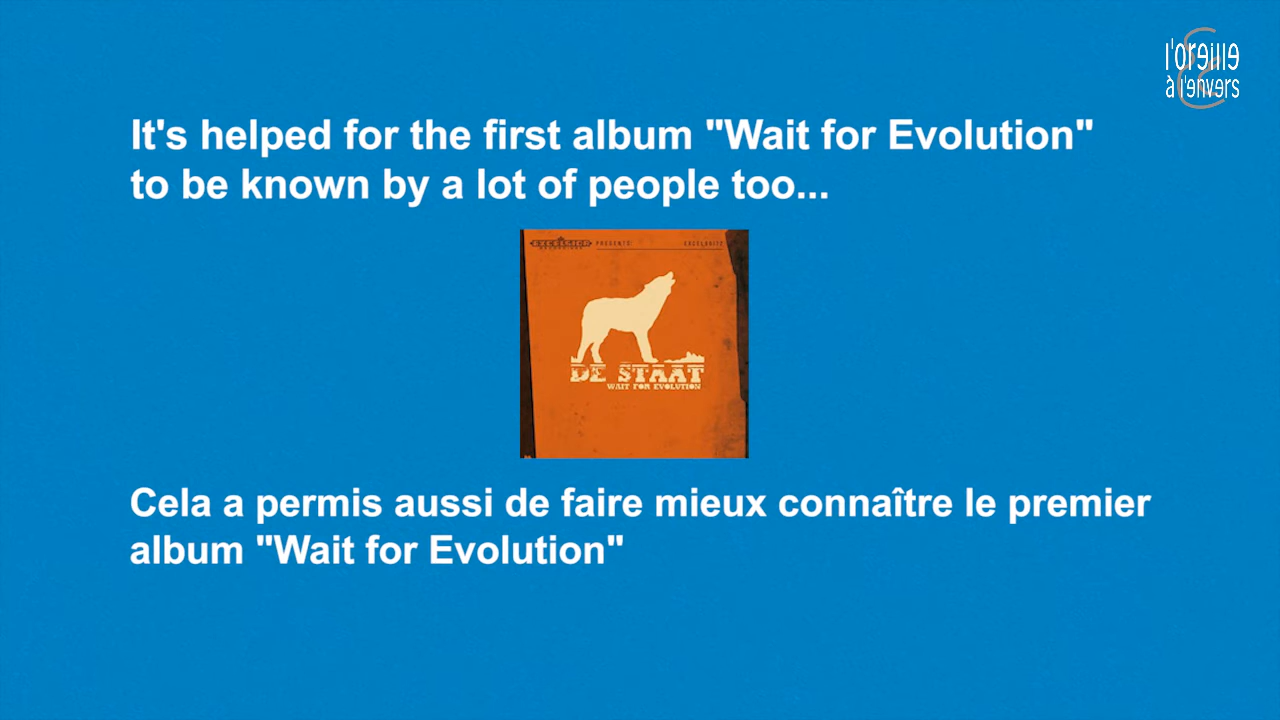 l'oreille
à l'envers
It's helped for the first album "Wait for Evolution"
to be known by a lot of people too...
EXCELSIOR PRESENTS:
DE STAAT
WAIT FOR EVOLUTION
Cela a permis aussi de faire mieux connaître le premier
album "Wait for Evolution"